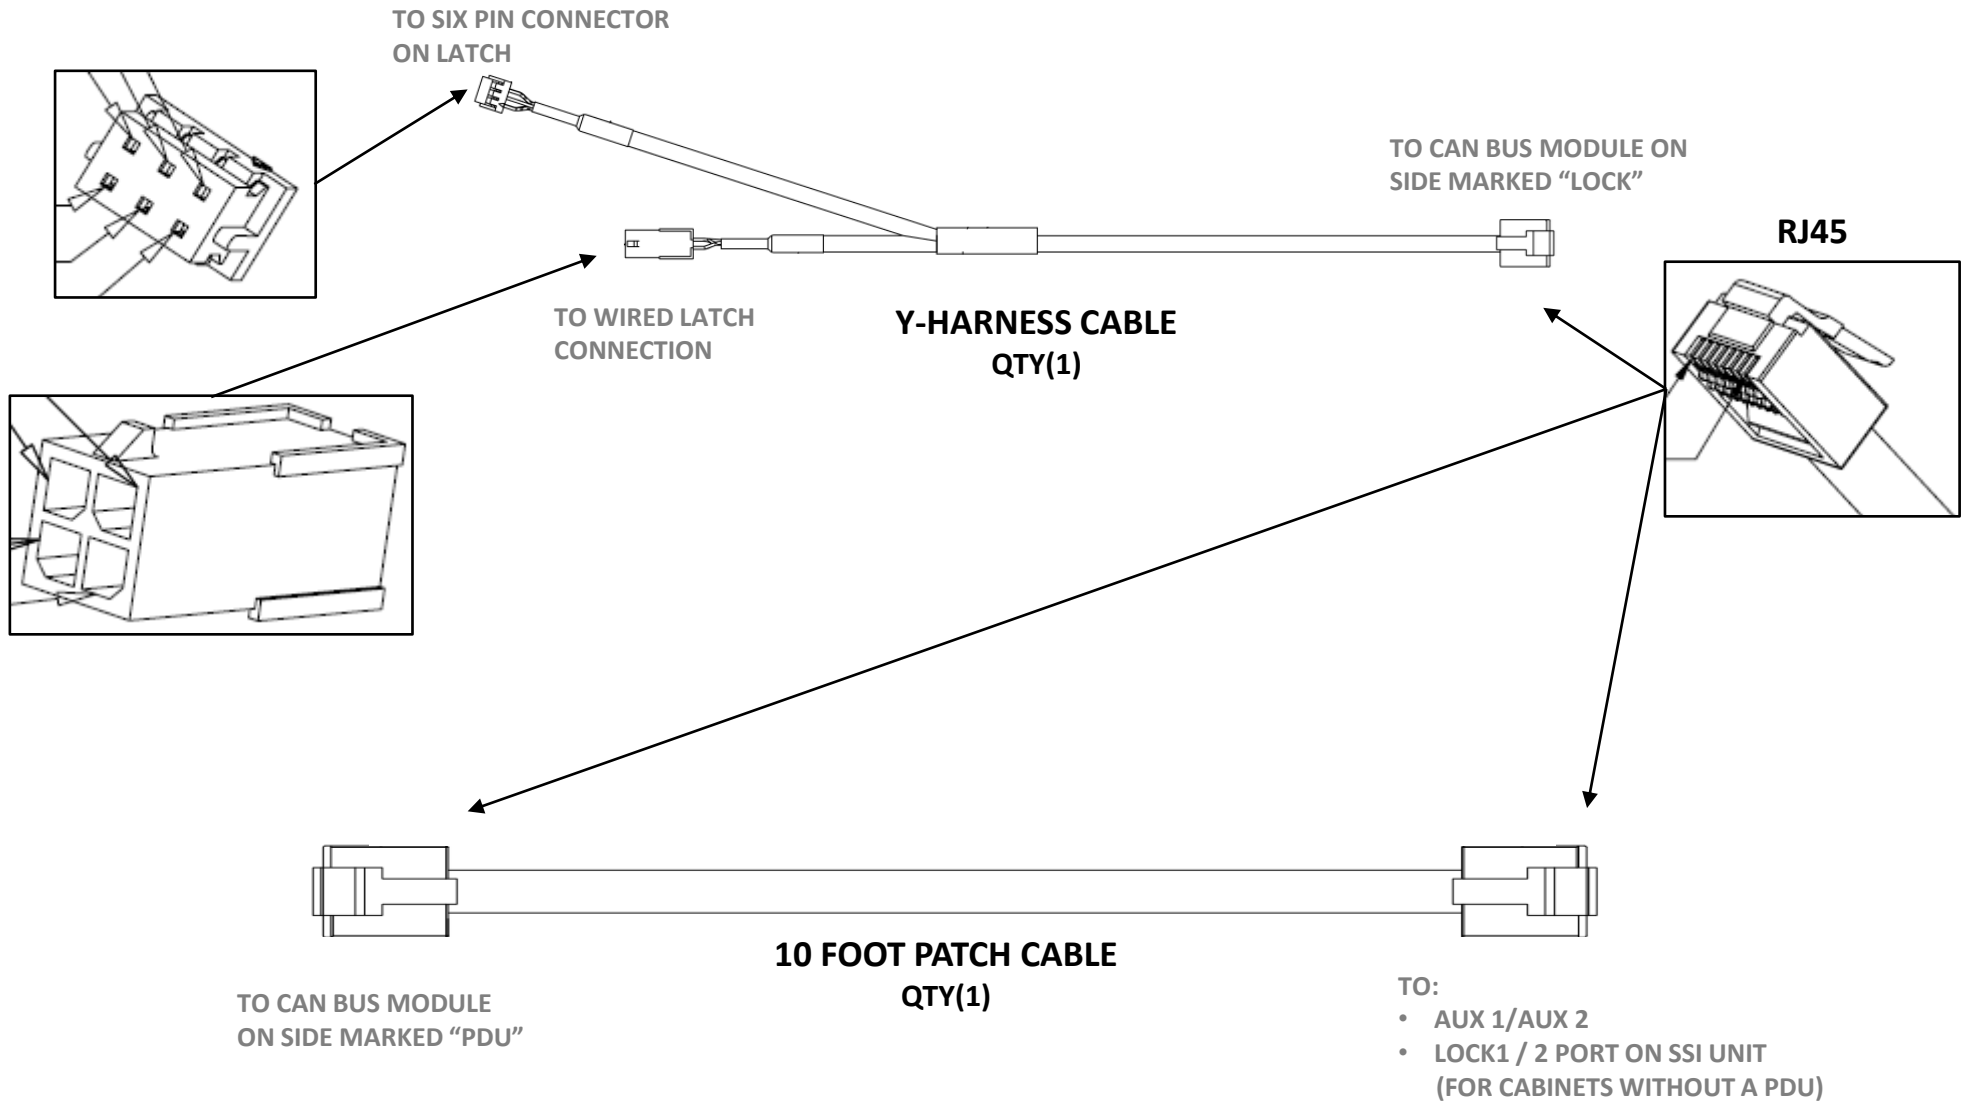 TO SIX PIN CONNECTOR
ON LATCH
TO CAN BUS MODULE ON
SIDE MARKED “LOCK”
RJ45
TO WIRED LATCH
CONNECTION
Y-HARNESS CABLE
QTY(1)
10 FOOT PATCH CABLE
QTY(1)
TO CAN BUS MODULE
ON SIDE MARKED “PDU”
TO:
• AUX 1/AUX 2
• LOCK1 / 2 PORT ON SSI UNIT
(FOR CABINETS WITHOUT A PDU)